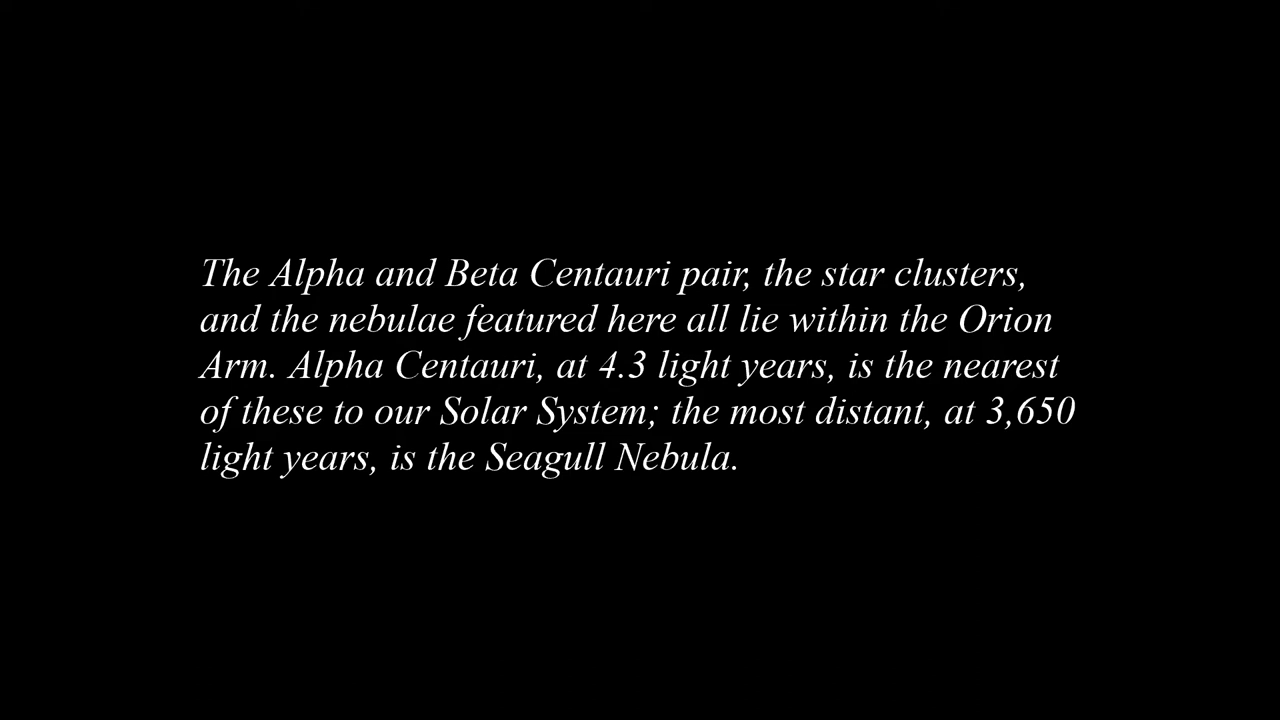 The Alpha and Beta Centauri pair, the star clusters,
and the nebulae featured here all lie within the Orion
Arm. Alpha Centauri, at 4.3 light years, is the nearest
of these to our Solar System; the most distant, at 3,650
light years, is the Seagull Nebula.